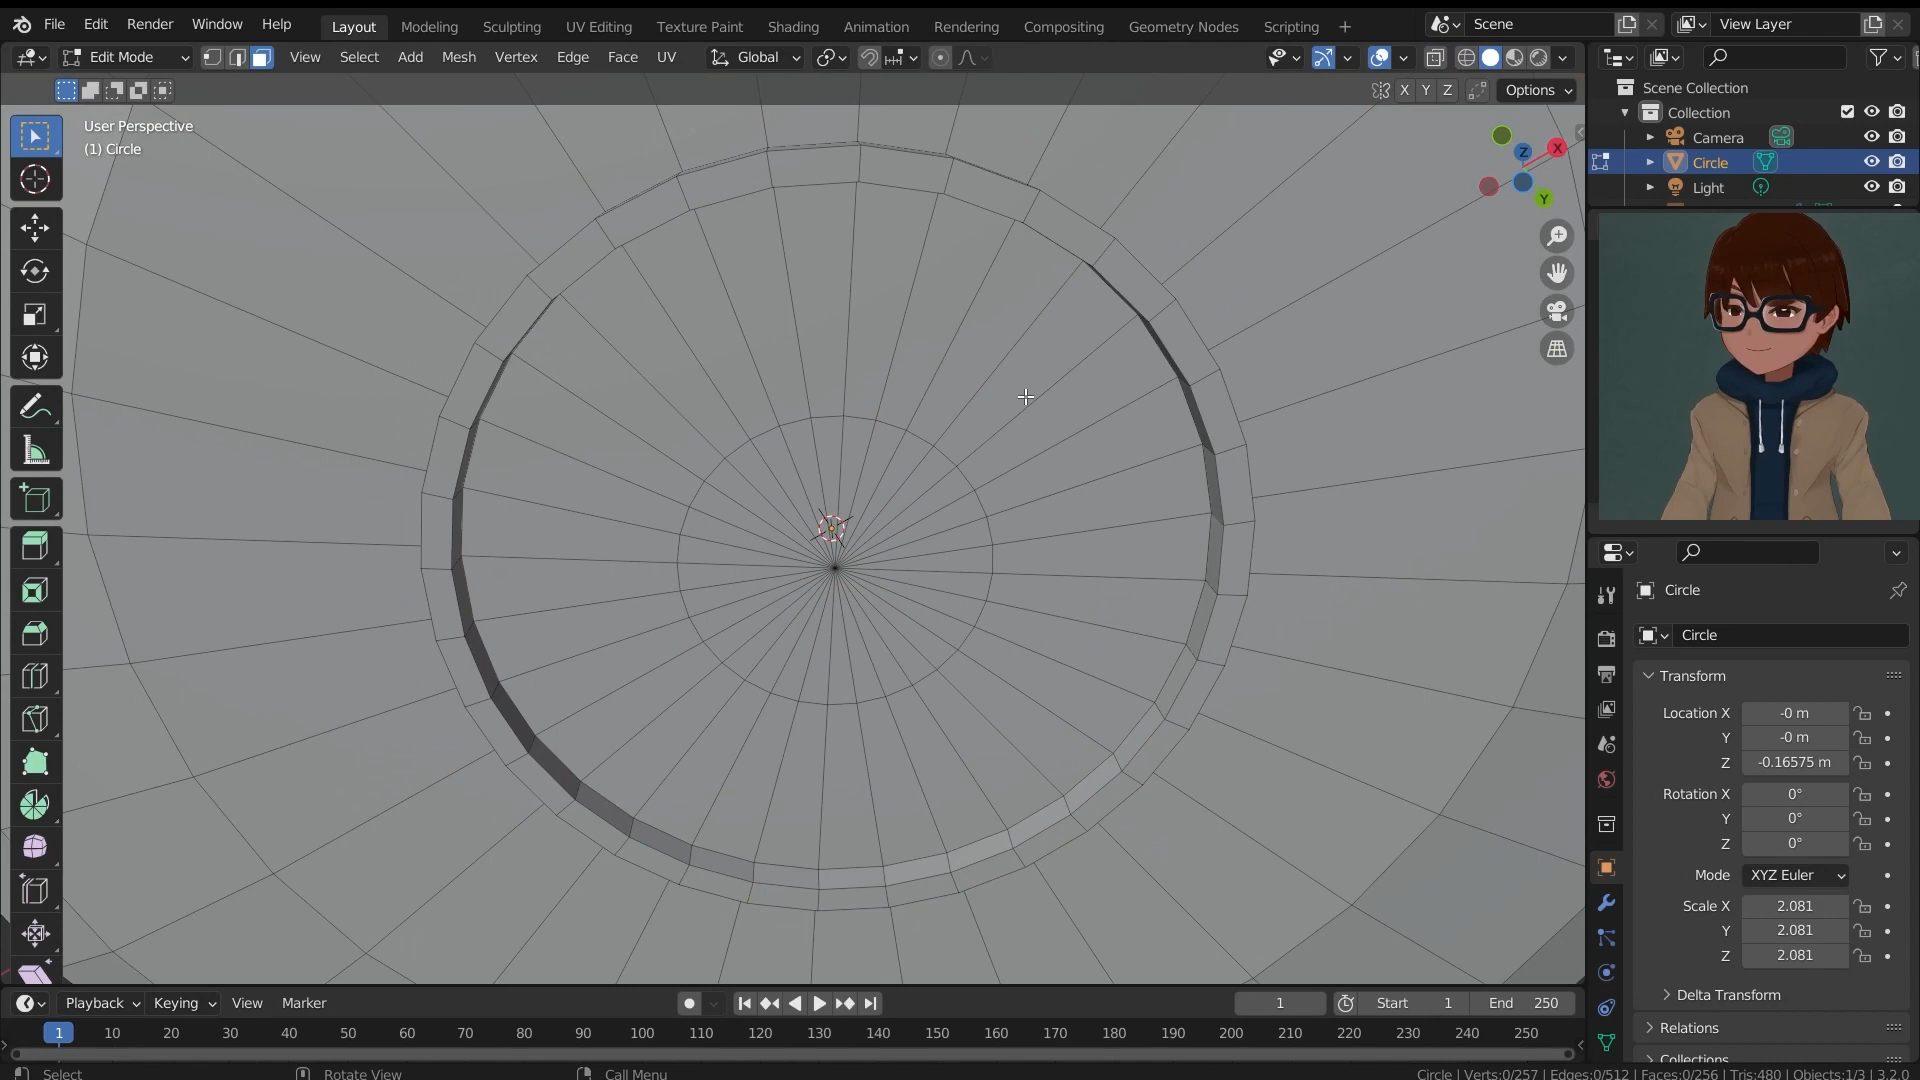 File Edit Render Window Help Layout Modeling Sculpting UV Editing Texture Paint Shading Animation Rendering Compositing Geometry Nodes Scripting + Scene View Layer
Edit Mode View Select Add Mesh Vertex Edge Face UV Global
X Y Z Options
User Perspective
(1) Circle
Z X Y
Scene Collection
Collection
Camera
Circle
Light
Circle
Circle
Transform
Location X -0 m
Y -0 m
Z -0.16575 m
Rotation X 0°
Y 0°
Z 0°
Mode XYZ Euler
Scale X 2.081
Y 2.081
Z 2.081
Delta Transform
Relations
Collections
Playback Keying View Marker 1 Start 1 End 250
1 10 20 30 40 50 60 70 80 90 100 110 120 130 140 150 160 170 180 190 200 210 220 230 240 250
Select Rotate View Call Menu Circle | Verts:0/257 | Edges:0/512 | Faces:0/256 | Tris:480 | Objects:1/3 | 3.2.0